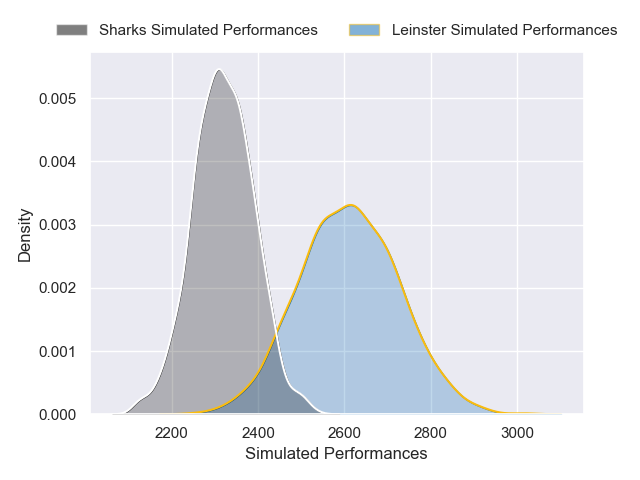 Sharks Simulated Performances Leinster Simulated Performances
0.005
0.004
0.003
0.002
0.001
0.000
Density
2200 2400 2600 2800 3000
Simulated Performances